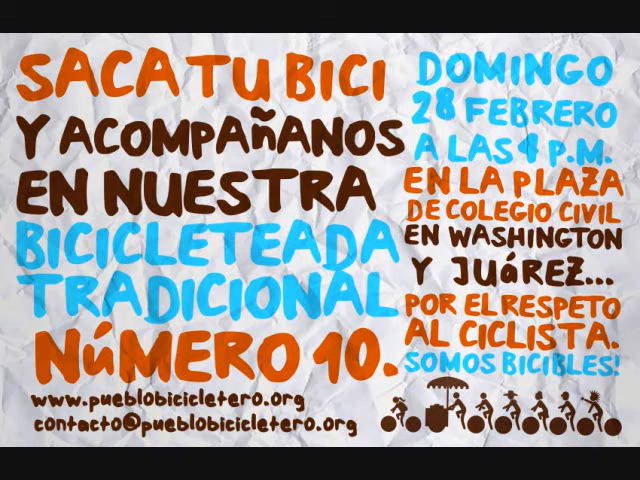 SACA TU BICI
Y ACOMPAÑANOS
EN NUESTRA
BICICLETEADA
TRADICIONAL
NÚMERO 10.
www.pueblobicicletero.org
contacto@pueblobicicletero.org
DOMINGO
28 FEBRERO
A LAS P.M.
EN LA PLAZA
DE COLEGIO CIVIL
EN WASHINGTON
Y JUÁREZ...
POR EL RESPETO
AL CICLISTA.
SOMOS BICIBLES!